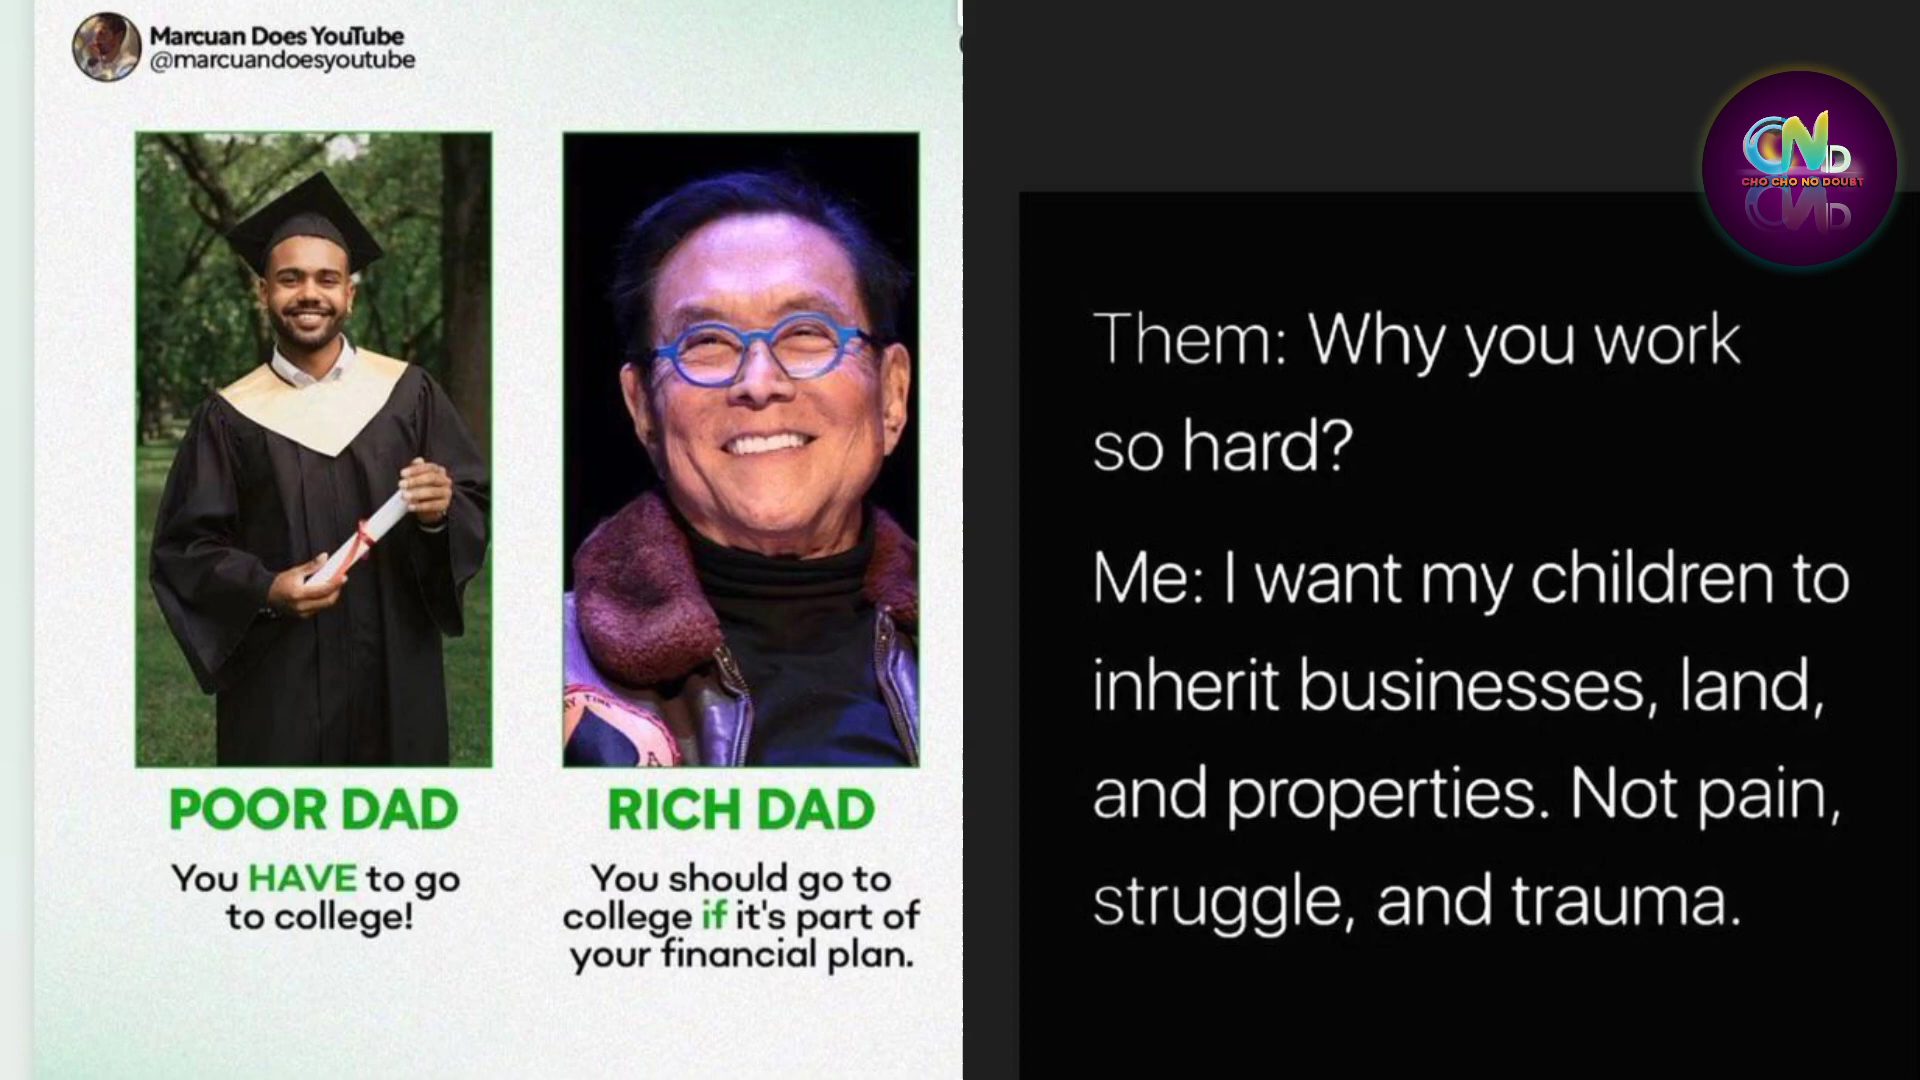 Marcuan Does YouTube
@marcuandoesyoutube
POOR DAD
You HAVE to go
to college!
RICH DAD
You should go to
college if it's part of
your financial plan.
CND
CHO CHO NO DOUBT
Them: Why you work
so hard?
Me: I want my children to
inherit businesses, land,
and properties. Not pain,
struggle, and trauma.